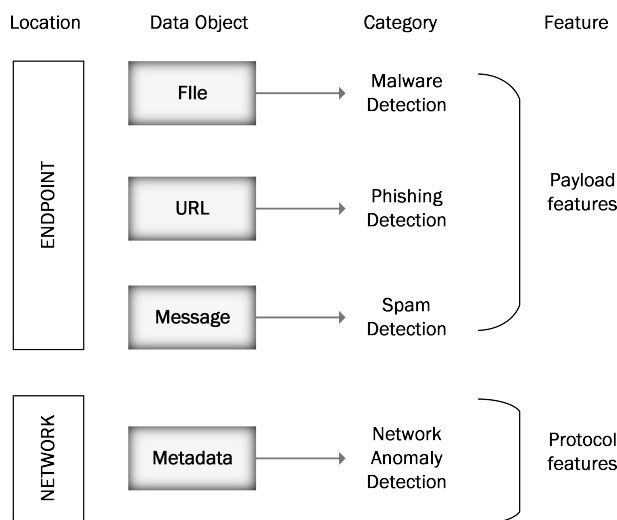 Location Data Object Category Feature
ENDPOINT
FIle
Malware
Detection
URL
Phishing
Detection
Message
Spam
Detection
Payload
features
NETWORK
Metadata
Network
Anomaly
Detection
Protocol
features